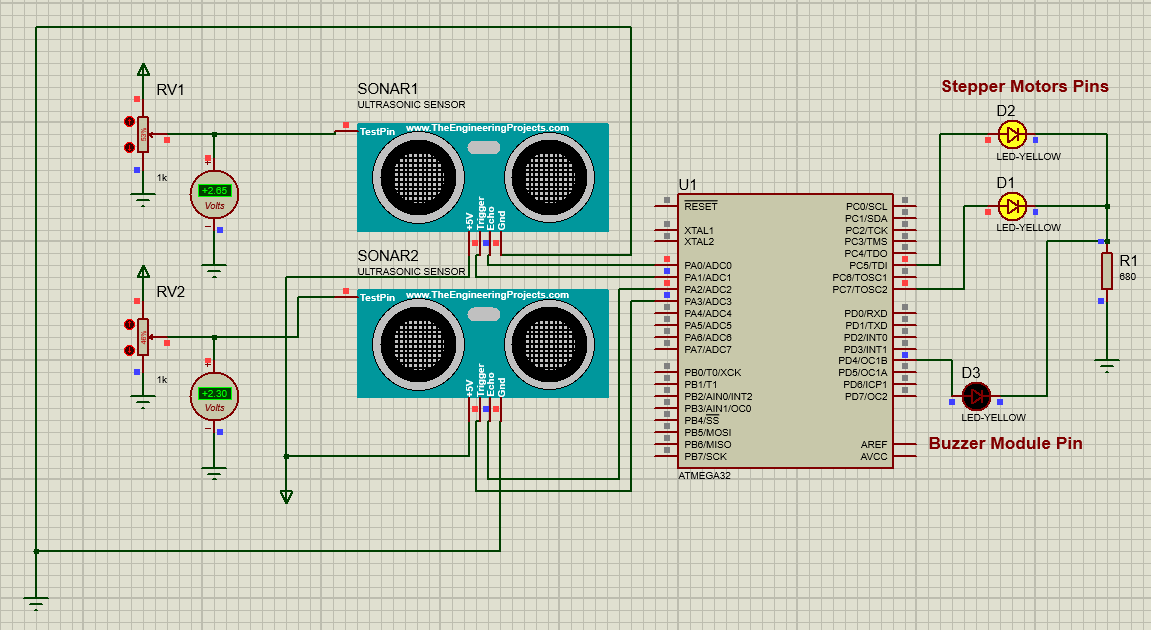 Stepper Motors Pins
RV1
53%
1k
+2.65
Volts
SONAR1
ULTRASONIC SENSOR
TestPin
www.TheEngineeringProjects.com
+5V
Trigger
Echo
Gnd
RV2
46%
1k
+2.30
Volts
SONAR2
ULTRASONIC SENSOR
TestPin
www.TheEngineeringProjects.com
+5V
Trigger
Echo
Gnd
U1
RESET
XTAL1
XTAL2
PA0/ADC0
PA1/ADC1
PA2/ADC2
PA3/ADC3
PA4/ADC4
PA5/ADC5
PA6/ADC6
PA7/ADC7
PB0/T0/XCK
PB1/T1
PB2/AIN0/INT2
PB3/AIN1/OC0
PB4/SS
PB5/MOSI
PB6/MISO
PB7/SCK
PC0/SCL
PC1/SDA
PC2/TCK
PC3/TMS
PC4/TDO
PC5/TDI
PC6/TOSC1
PC7/TOSC2
PD0/RXD
PD1/TXD
PD2/INT0
PD3/INT1
PD4/OC1B
PD5/OC1A
PD6/ICP1
PD7/OC2
AREF
AVCC
ATMEGA32
D2
LED-YELLOW
D1
LED-YELLOW
R1
680
D3
LED-YELLOW
Buzzer Module Pin